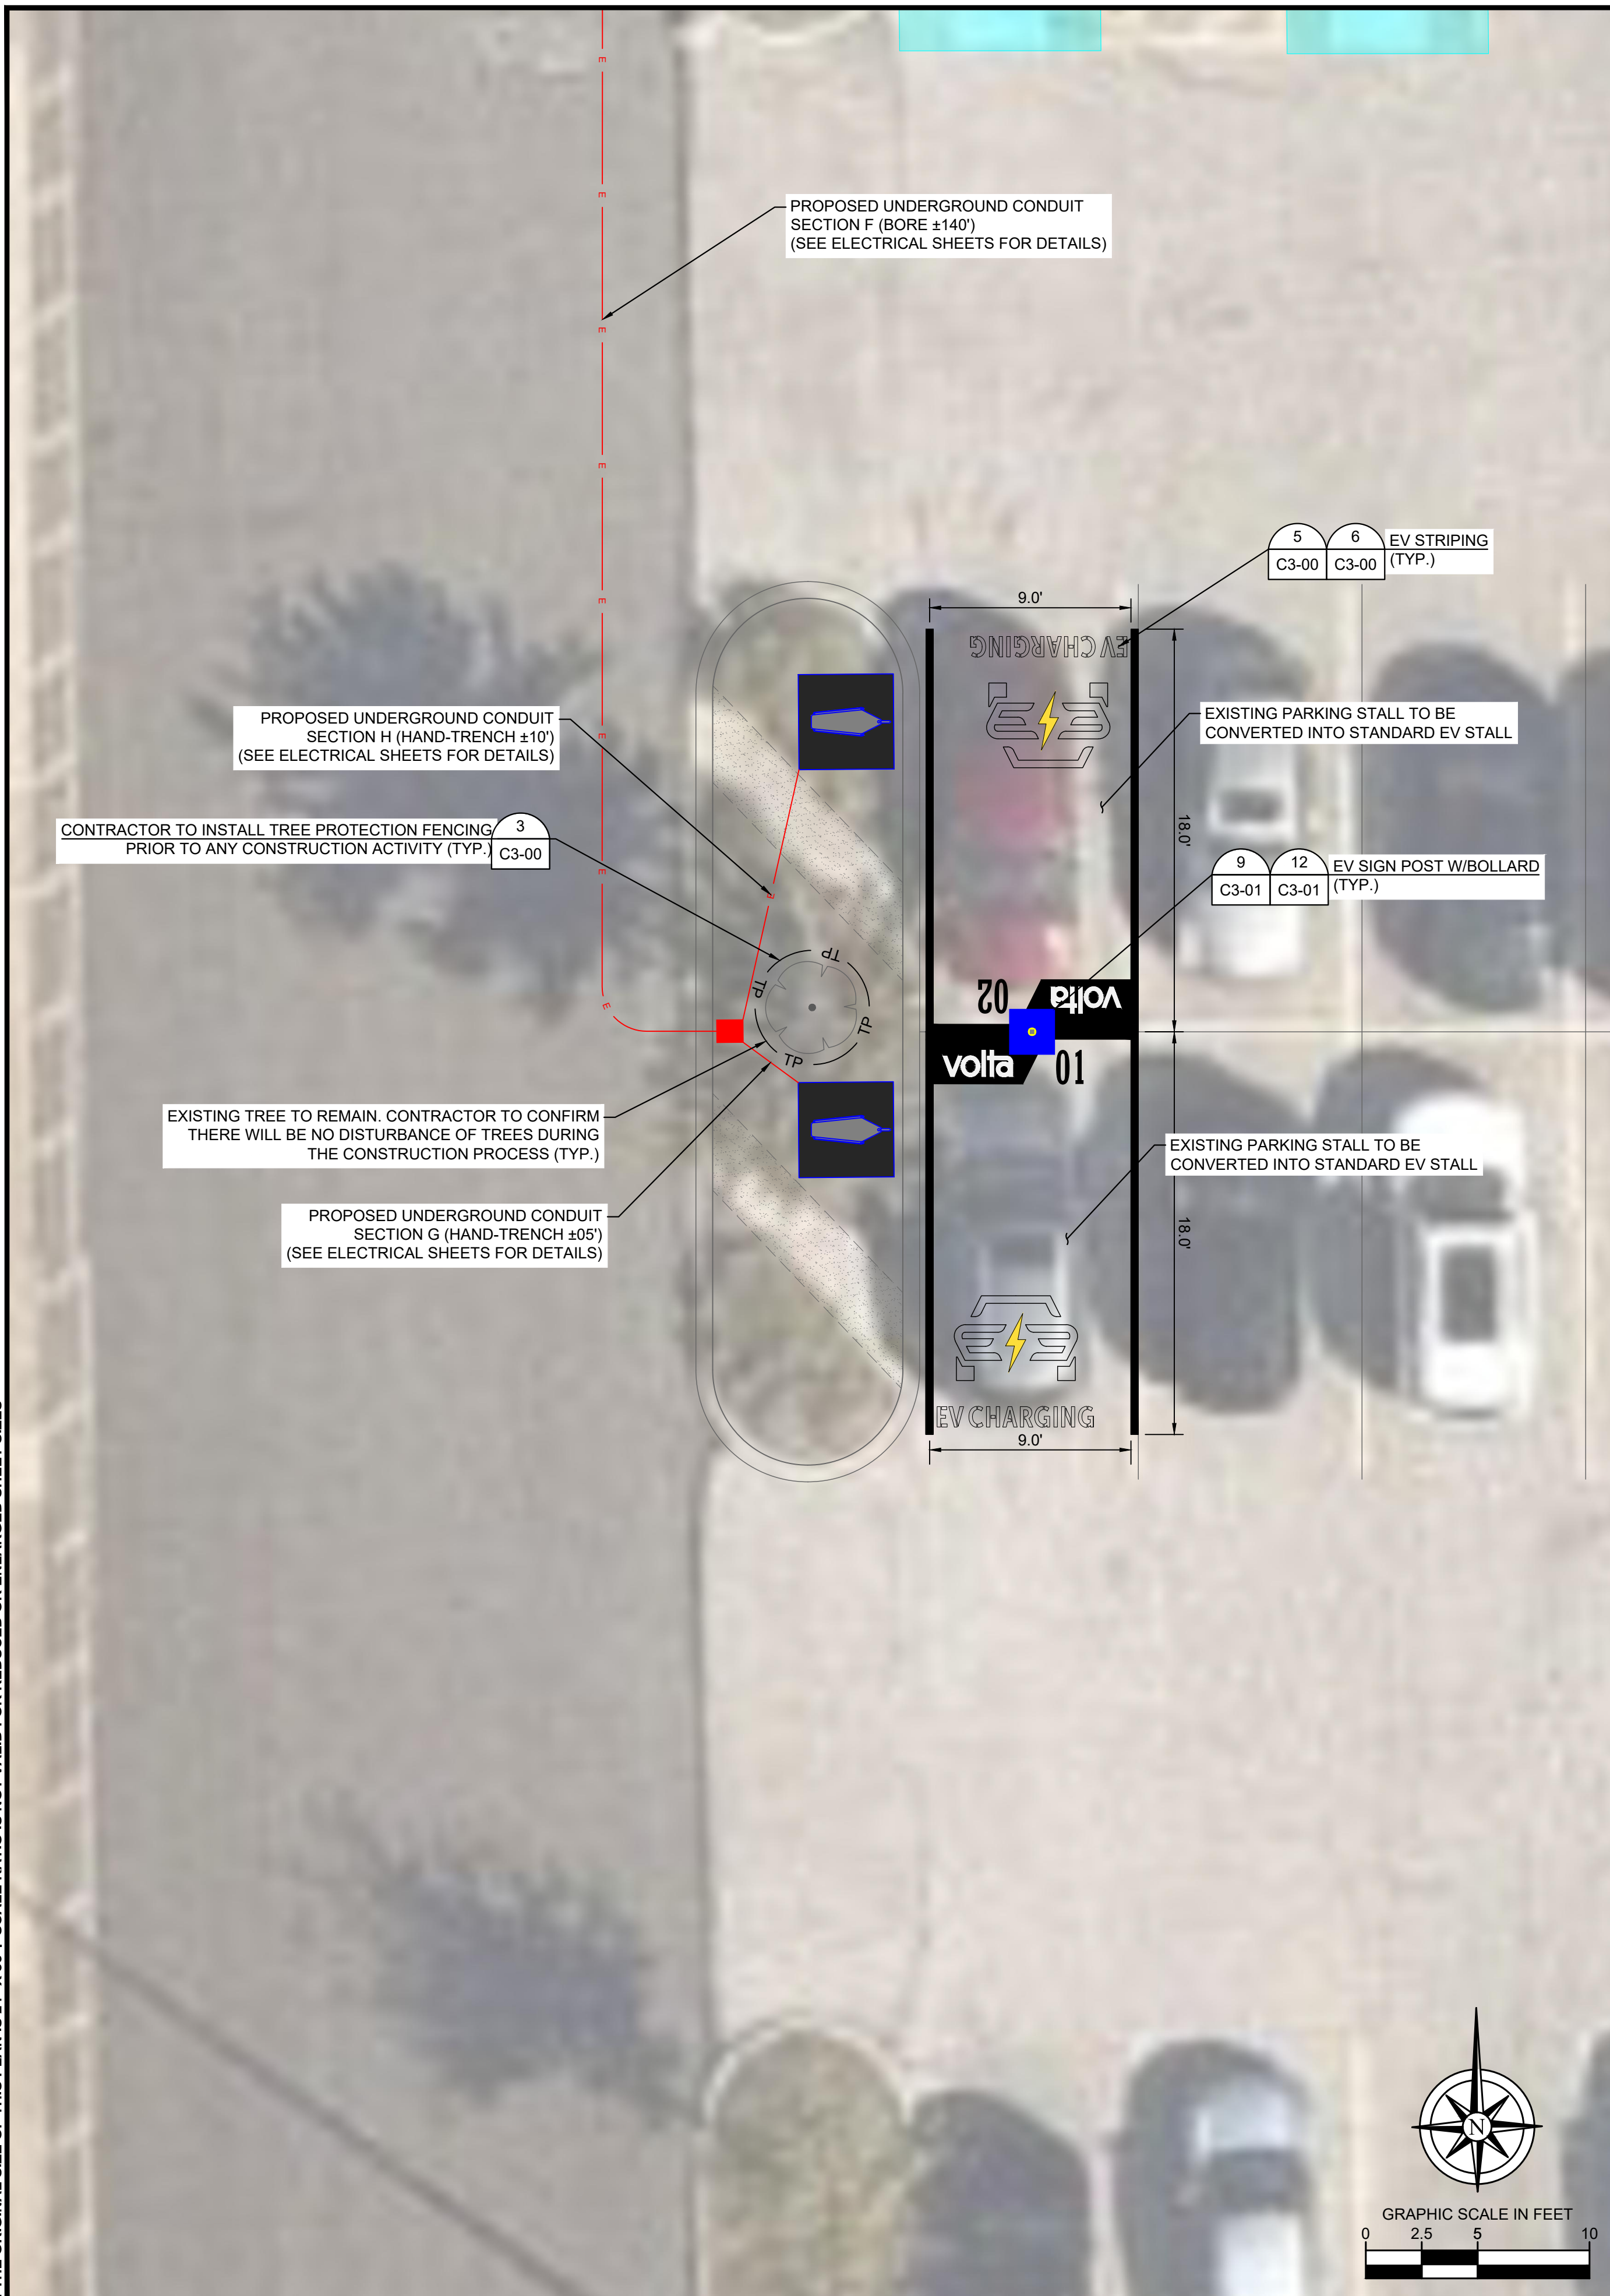 PROPOSED UNDERGROUND CONDUIT
SECTION F (BORE ±140')
(SEE ELECTRICAL SHEETS FOR DETAILS)
E
E
E
E
E
E
E
E
5
C3-00
6
C3-00
EV STRIPING
(TYP.)
9.0'
EV CHARGING
PROPOSED UNDERGROUND CONDUIT
SECTION H (HAND-TRENCH ±10')
(SEE ELECTRICAL SHEETS FOR DETAILS)
EXISTING PARKING STALL TO BE
CONVERTED INTO STANDARD EV STALL
18.0'
CONTRACTOR TO INSTALL TREE PROTECTION FENCING
PRIOR TO ANY CONSTRUCTION ACTIVITY (TYP.)
3
C3-00
9
C3-01
12
C3-01
EV SIGN POST W/BOLLARD
(TYP.)
E
TP
TP
TP
TP
02
volta
volta
01
EXISTING TREE TO REMAIN. CONTRACTOR TO CONFIRM
THERE WILL BE NO DISTURBANCE OF TREES DURING
THE CONSTRUCTION PROCESS (TYP.)
EXISTING PARKING STALL TO BE
CONVERTED INTO STANDARD EV STALL
PROPOSED UNDERGROUND CONDUIT
SECTION G (HAND-TRENCH ±05')
(SEE ELECTRICAL SHEETS FOR DETAILS)
18.0'
EV CHARGING
9.0'
N
GRAPHIC SCALE IN FEET
0 2.5 5 10